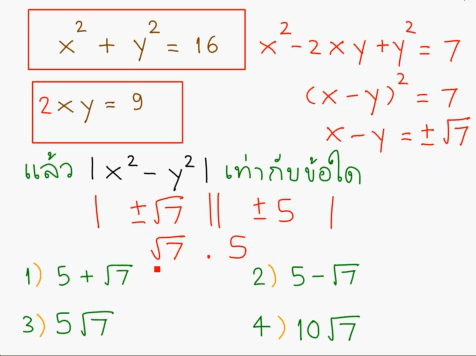 x² + y² = 16
x² - 2xy + y² = 7
2xy = 9
(x - y)² = 7
x - y = ±√7
แล้ว |x² - y²| เท่ากับข้อใด
| ±√7 || ±5 |
√7 . 5
1) 5 + √7
2) 5 - √7
3) 5√7
4) 10√7